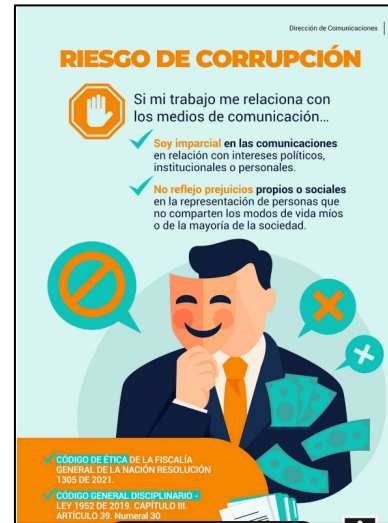 Dirección de Comunicaciones
RIESGO DE CORRUPCIÓN
Si mi trabajo me relaciona con
los medios de comunicación...
Soy imparcial en las comunicaciones
en relación con intereses políticos,
institucionales o personales.
No reflejo prejuicios propios o sociales
en la representación de personas que
no comparten los modos de vida míos
o de la mayoría de la sociedad.
CÓDIGO DE ÉTICA DE LA FISCALÍA
GENERAL DE LA NACIÓN RESOLUCIÓN
1305 DE 2021.
CÓDIGO GENERAL DISCIPLINARIO -
LEY 1952 DE 2019. CAPÍTULO III.
ARTÍCULO 39. Numeral 30